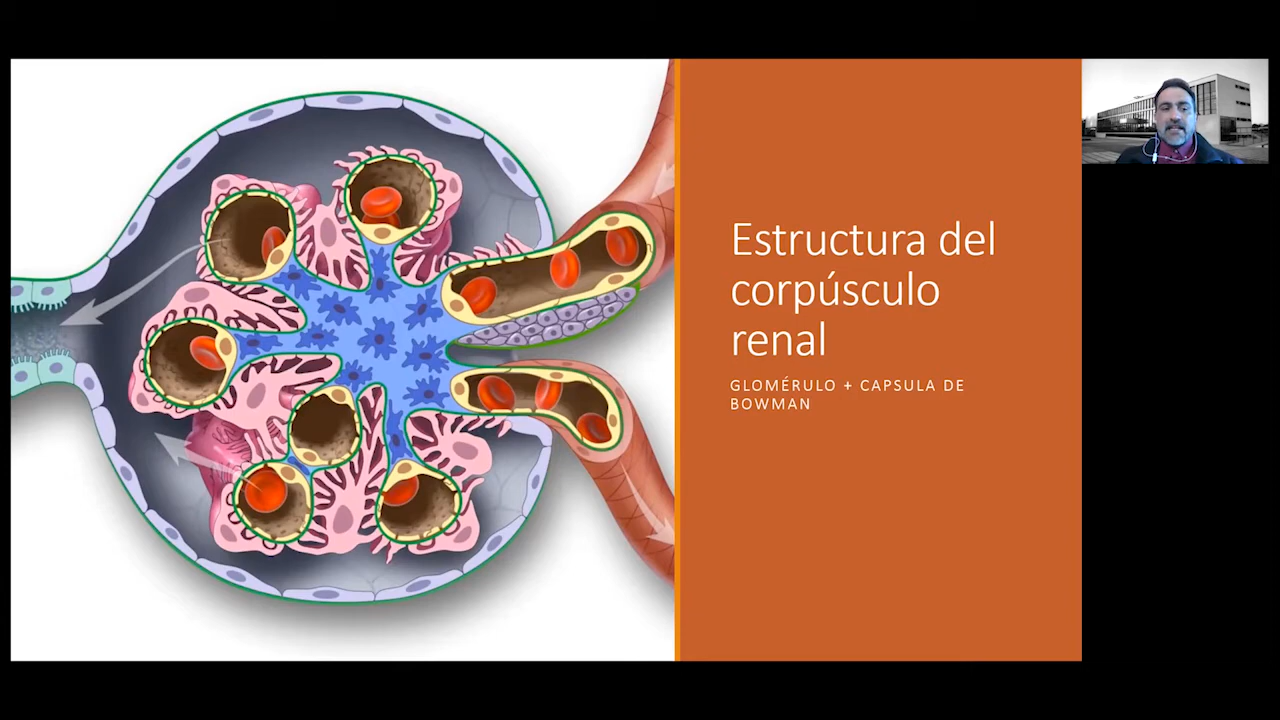 Estructura del
corpúsculo
renal
GLOMÉRULO + CAPSULA DE
BOWMAN